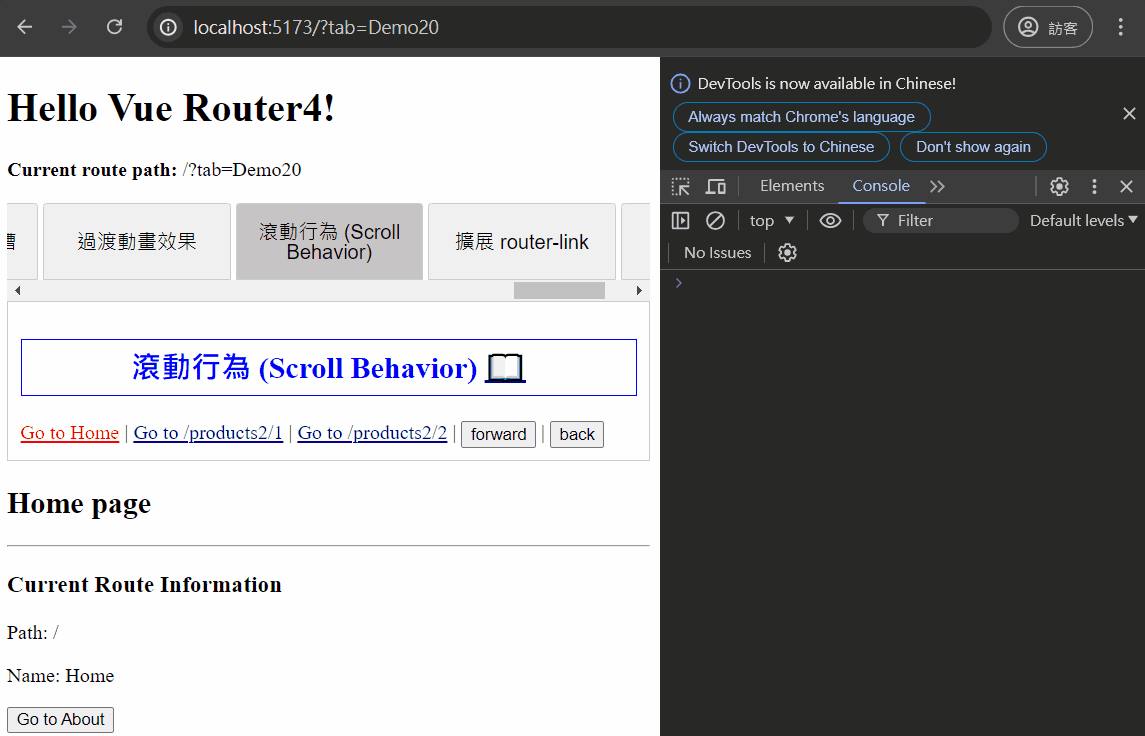 localhost:5173/?tab=Demo20
訪客
Hello Vue Router4!
Current route path: /?tab=Demo20
過渡動畫效果
滾動行為 (Scroll
Behavior)
擴展 router-link
滾動行為 (Scroll Behavior)
Go to Home | Go to /products2/1 | Go to /products2/2 | forward | back
Home page
Current Route Information
Path: /
Name: Home
Go to About
DevTools is now available in Chinese!
Always match Chrome's language
Switch DevTools to Chinese
Don't show again
Elements
Console
top
Filter
Default levels
No Issues